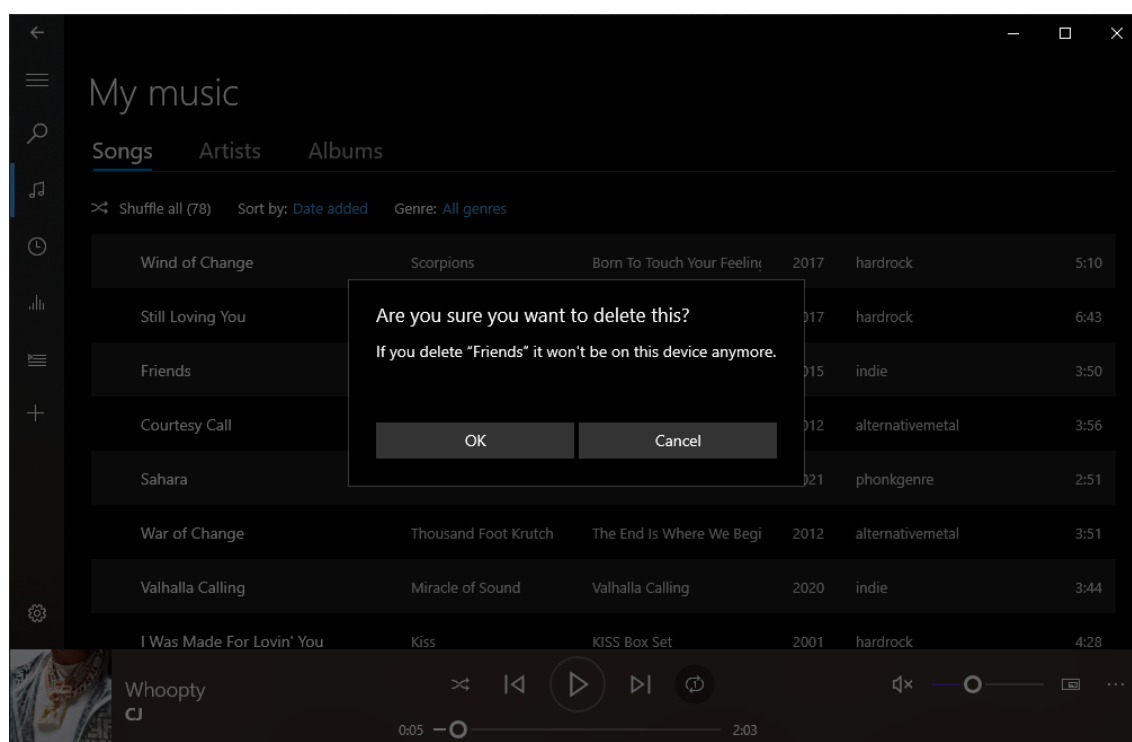 My music
Songs Artists Albums
Shuffle all (78) Sort by: Date added Genre: All genres
Wind of Change Scorpions Born To Touch Your Feeling 2017 hardrock 5:10
Are you sure you want to delete this?
Still Loving You 017 hardrock 6:43
If you delete “Friends” it won't be on this device anymore.
Friends 015 indie 3:50
Courtesy Call 012 alternativemetal 3:56
OK Cancel
Sahara 021 phonkgenre 2:51
War of Change Thousand Foot Krutch The End Is Where We Begi 2012 alternativemetal 3:51
Valhalla Calling Miracle of Sound Valhalla Calling 2020 indie 3:44
I Was Made For Lovin' You Kiss KISS Box Set 2001 hardrock 4:28
Whoopty
CJ
0:05 2:03